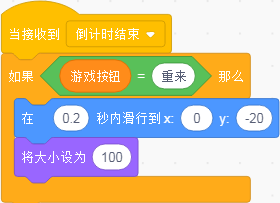 当接收到 倒计时结束
如果 游戏按钮 = 重来 那么
在 0.2 秒内滑行到x: 0 y: -20
将大小设为 100